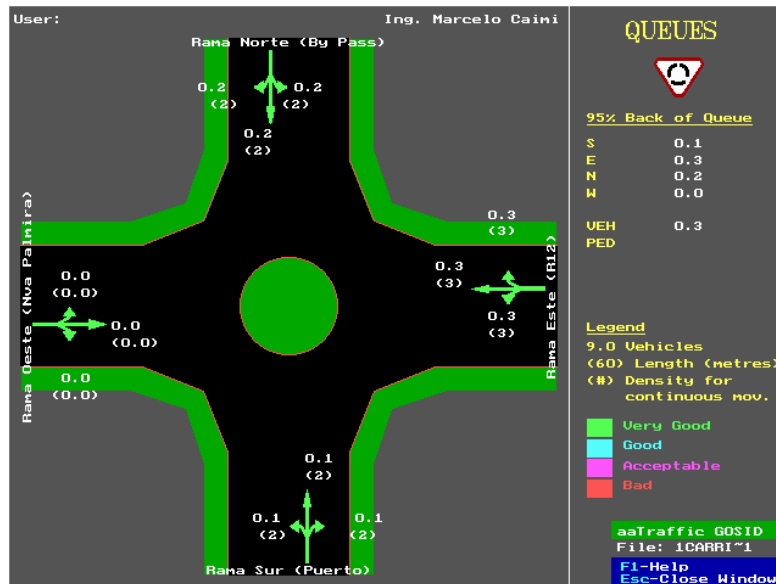 User:
Ing. Marcelo Caimi
Rama Norte (By Pass)
0.2
(2)
0.2
(2)
0.2
(2)
Rama Oeste (Nva Palmira)
0.0
(0.0)
0.0
(0.0)
0.0
(0.0)
0.3
(3)
0.3
(3)
0.3
(3)
Rama Este (R12)
0.1
(2)
0.1
(2)
0.1
(2)
Rama Sur (Puerto)
QUEUES
95% Back of Queue
S 0.1
E 0.3
N 0.2
W 0.0
VEH 0.3
PED
Legend
9.0 Vehicles
(60) Length (metres)
(#) Density for
continuous mov.
Very Good
Good
Acceptable
Bad
aaTraffic GOSID
File: 1CARRI~1
F1-Help
Esc-Close Window